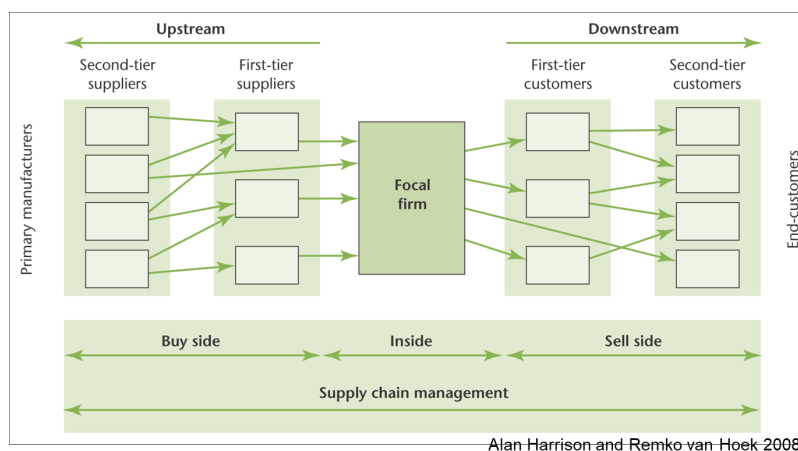 Upstream
Downstream
Second-tier
suppliers
First-tier
suppliers
First-tier
customers
Second-tier
customers
Primary manufacturers
Focal
firm
End-customers
Buy side
Inside
Sell side
Supply chain management
Alan Harrison and Remko van Hoek 2008